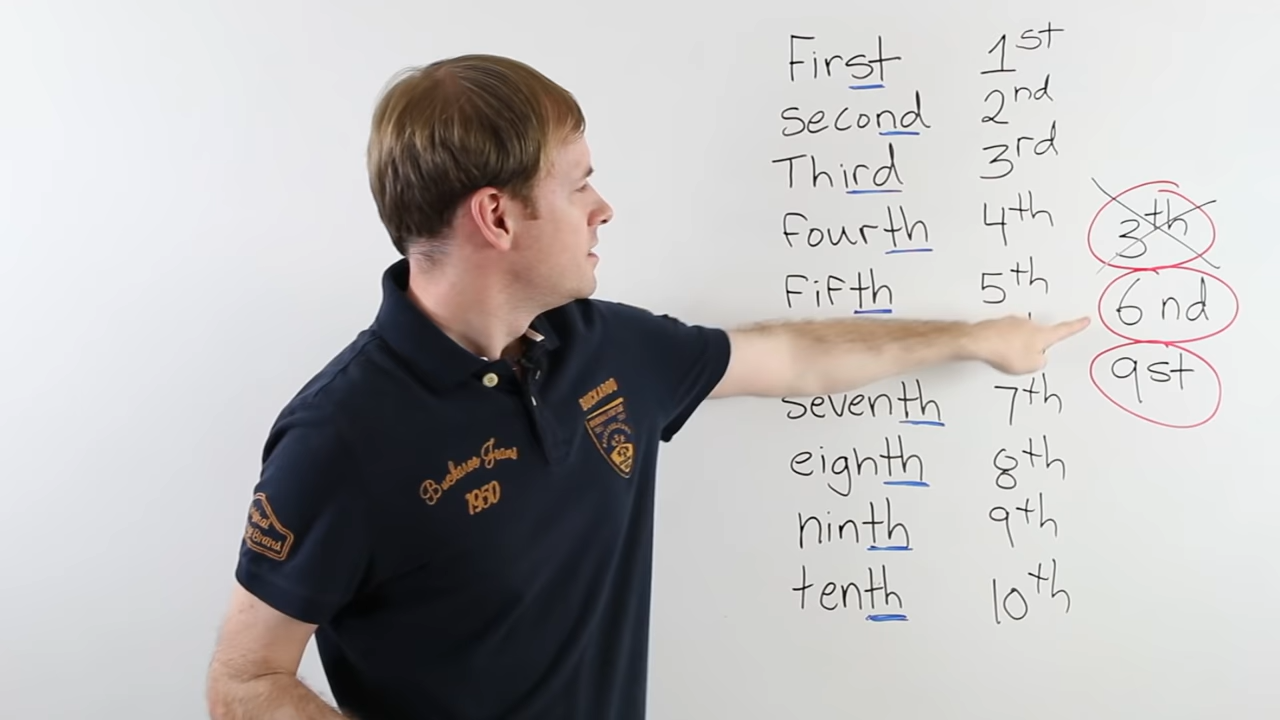 First 1st
second 2nd
Third 3rd
fourth 4th
3th
fifth 5th
6 nd
9st
seventh 7th
eighth 8th
ninth 9th
tenth 10th
BUCKAROO
Buckaroo Jeans
1950